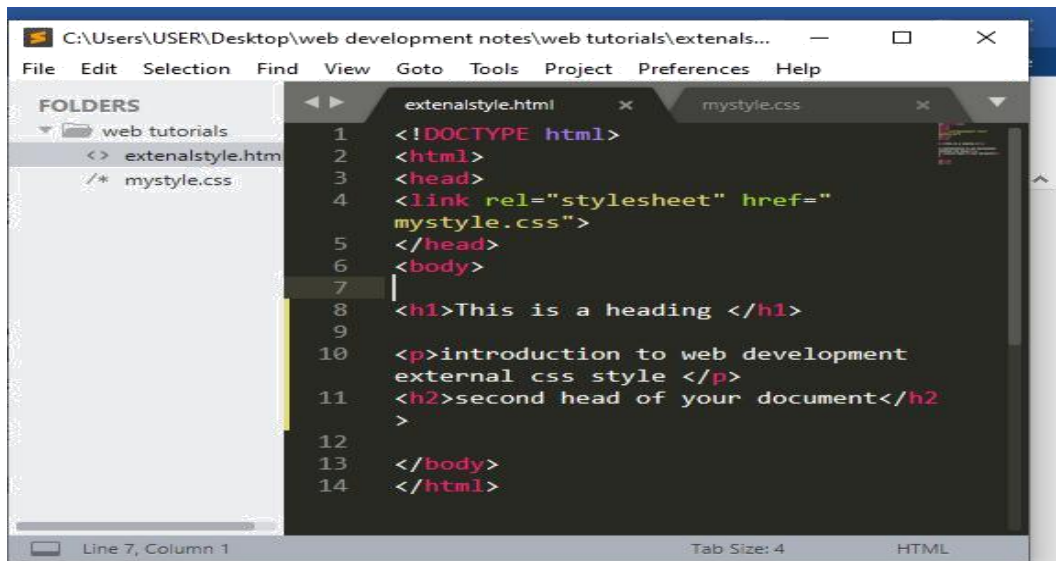 C:\Users\USER\Desktop\web development notes\web tutorials\extenals...
File Edit Selection Find View Goto Tools Project Preferences Help
FOLDERS
web tutorials
<> extenalstyle.htm
/* mystyle.css
extenalstyle.html × mystyle.css ×
1 <!DOCTYPE html>
2 <html>
3 <head>
4 <link rel="stylesheet" href="
mystyle.css">
5 </head>
6 <body>
7
8 <h1>This is a heading </h1>
9
10 <p>introduction to web development
external css style </p>
11 <h2>second head of your document</h2
>
12
13 </body>
14 </html>
Line 7, Column 1 Tab Size: 4 HTML